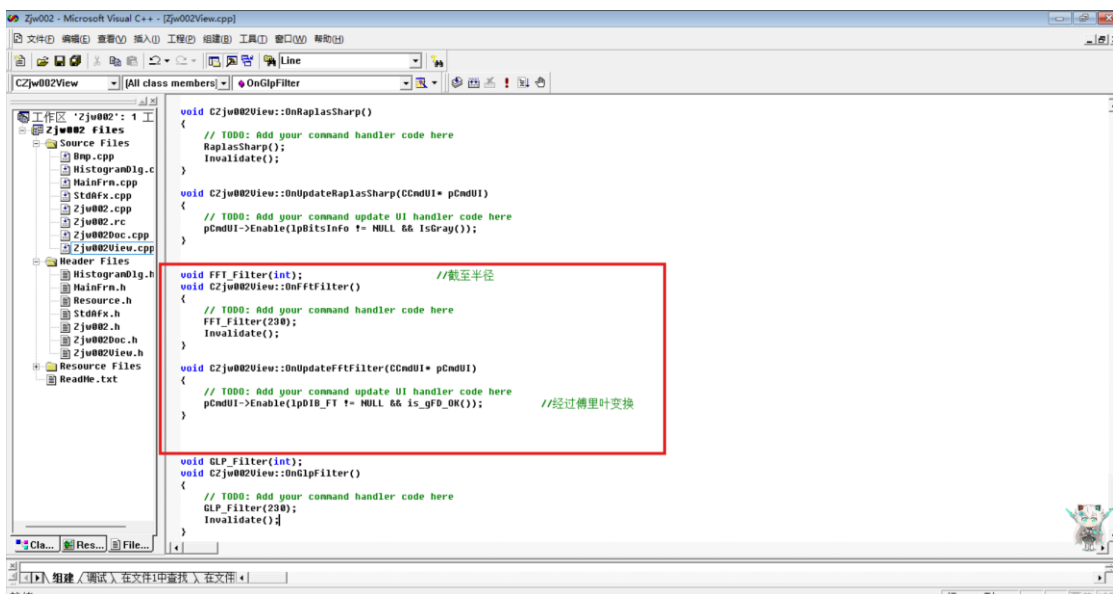 Zjw002 - Microsoft Visual C++ - [Zjw002View.cpp]
文件(F) 编辑(E) 查看(V) 插入(I) 工程(P) 组建(B) 工具(T) 窗口(W) 帮助(H)
Line
CZjw002View [All class members] OnGlpFilter
工作区 'Zjw002': 1 工
Zjw002 files
Source Files
Bmp.cpp
HistogramDlg.c
MainFrm.cpp
StdAfx.cpp
Zjw002.cpp
Zjw002.rc
Zjw002Doc.cpp
Zjw002View.cpp
Header Files
HistogramDlg.h
MainFrm.h
Resource.h
StdAfx.h
Zjw002.h
Zjw002Doc.h
Zjw002View.h
Resource Files
ReadMe.txt
Cla... Res... File...
void CZjw002View::OnRaplasSharp()
{
// TODO: Add your command handler code here
RaplasSharp();
Invalidate();
}
void CZjw002View::OnUpdateRaplasSharp(CCmdUI* pCmdUI)
{
// TODO: Add your command update UI handler code here
pCmdUI->Enable(lpBitsInfo != NULL && IsGray());
}
void FFT_Filter(int); //截至半径
void CZjw002View::OnFftFilter()
{
// TODO: Add your command handler code here
FFT_Filter(230);
Invalidate();
}
void CZjw002View::OnUpdateFftFilter(CCmdUI* pCmdUI)
{
// TODO: Add your command update UI handler code here
pCmdUI->Enable(lpDIB_FT != NULL && is_gFD_OK()); //经过傅里叶变换
}
void GLP_Filter(int);
void CZjw002View::OnGlpFilter()
{
// TODO: Add your command handler code here
GLP_Filter(230);
Invalidate();
}
组建 调试 在文件1中查找 在文件